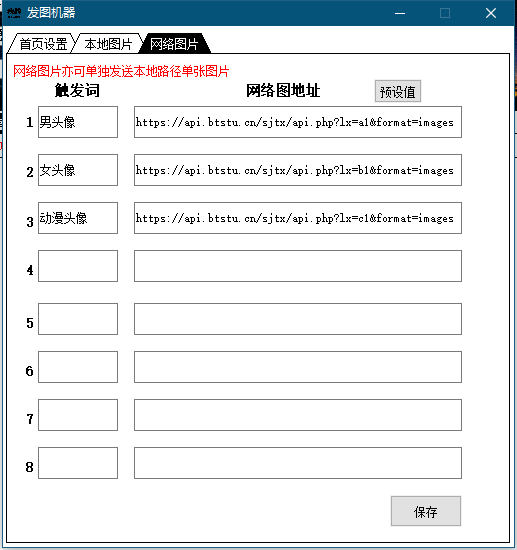 发图机器
首页设置 本地图片 网络图片
网络图片亦可单独发送本地路径单张图片
触发词 网络图地址 预设值
1 男头像 https://api.btstu.cn/sjtx/api.php?lx=a1&format=images
2 女头像 https://api.btstu.cn/sjtx/api.php?lx=b1&format=images
3 动漫头像 https://api.btstu.cn/sjtx/api.php?lx=c1&format=images
4
5
6
7
8
保存